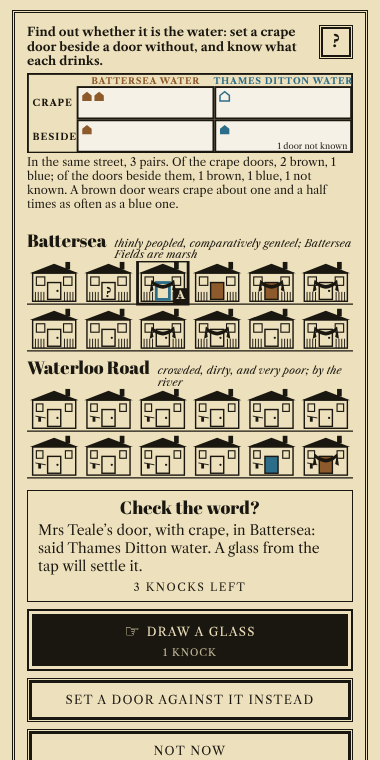 Find out whether it is the water: set a crape
door beside a door without, and know what
each drinks.
?
BATTERSEA WATER THAMES DITTON WATER
CRAPE
BESIDE
1 door not known
In the same street, 3 pairs. Of the crape doors, 2 brown, 1
blue; of the doors beside them, 1 brown, 1 blue, 1 not
known. A brown door wears crape about one and a half
times as often as a blue one.
Battersea thinly peopled, comparatively genteel; Battersea
Fields are marsh
?
A
Waterloo Road crowded, dirty, and very poor; by the
river
Check the word?
Mrs Teale's door, with crape, in Battersea:
said Thames Ditton water. A glass from the
tap will settle it.
3 KNOCKS LEFT
☞ DRAW A GLASS
1 KNOCK
SET A DOOR AGAINST IT INSTEAD
NOT NOW